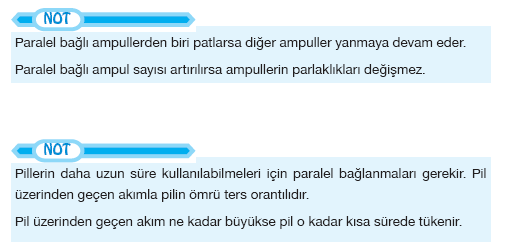 NOT
Paralel bağlı ampullerden biri patlarsa diğer ampuller yanmaya devam eder.
Paralel bağlı ampul sayısı artırılırsa ampullerin parlaklıkları değişmez.
NOT
Pillerin daha uzun süre kullanılabilmeleri için paralel bağlanmaları gerekir. Pil
üzerinden geçen akımla pilin ömrü ters orantılıdır.
Pil üzerinden geçen akım ne kadar büyükse pil o kadar kısa sürede tükenir.